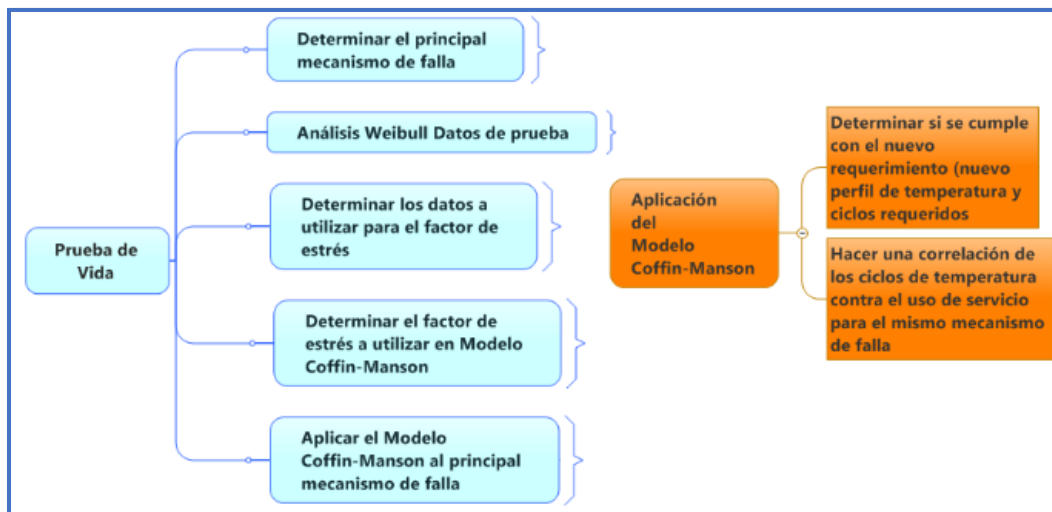 Prueba de
Vida
Determinar el principal
mecanismo de falla
Análisis Weibull Datos de prueba
Determinar los datos a
utilizar para el factor de
estrés
Determinar el factor de
estrés a utilizar en Modelo
Coffin-Manson
Aplicar el Modelo
Coffin-Manson al principal
mecanismo de falla
Aplicación
del
Modelo
Coffin-Manson
Determinar si se cumple
con el nuevo
requerimiento (nuevo
perfil de temperatura y
ciclos requeridos
Hacer una correlación de
los ciclos de temperatura
contra el uso de servicio
para el mismo mecanismo
de falla